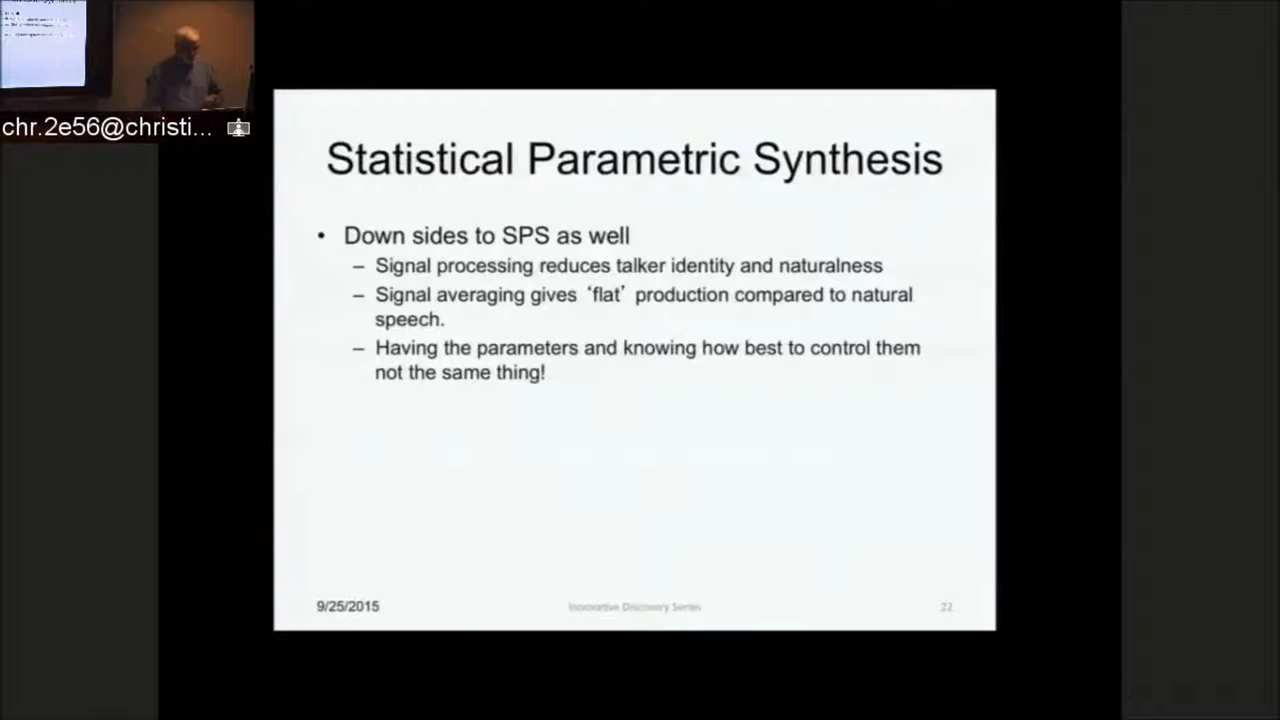 chr.2e56@christi...
Statistical Parametric Synthesis
• Down sides to SPS as well
– Signal processing reduces talker identity and naturalness
– Signal averaging gives ‘flat’ production compared to natural
speech.
– Having the parameters and knowing how best to control them
not the same thing!
9/25/2015
Innovative Discovery Series
22